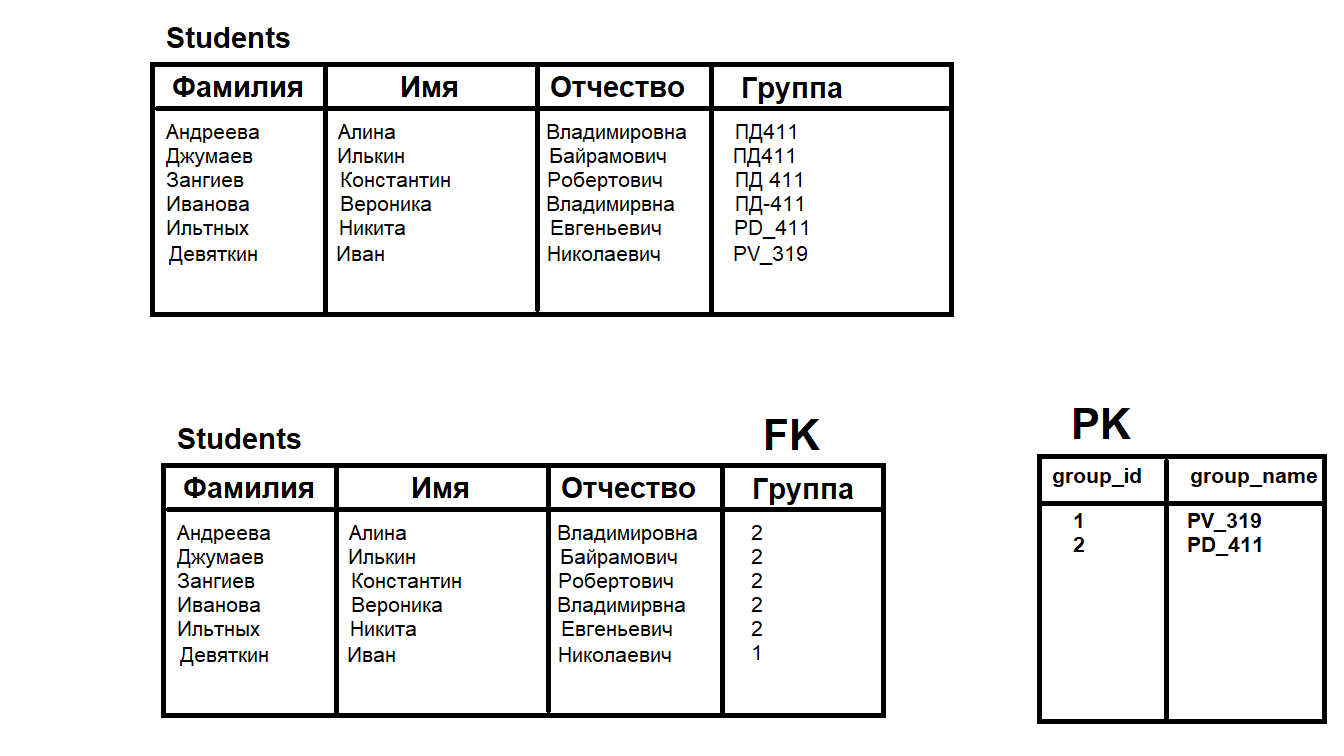 Students
Фамилия Имя Отчество Группа
Андреева Алина Владимировна ПД411
Джумаев Илькин Байрамович ПД411
Зангиев Константин Робертович ПД 411
Иванова Вероника Владимирвна ПД-411
Ильтных Никита Евгеньевич PD_411
Девяткин Иван Николаевич PV_319
Students FK
Фамилия Имя Отчество Группа
Андреева Алина Владимировна 2
Джумаев Илькин Байрамович 2
Зангиев Константин Робертович 2
Иванова Вероника Владимирвна 2
Ильтных Никита Евгеньевич 2
Девяткин Иван Николаевич 1
PK
group_id group_name
1 PV_319
2 PD_411